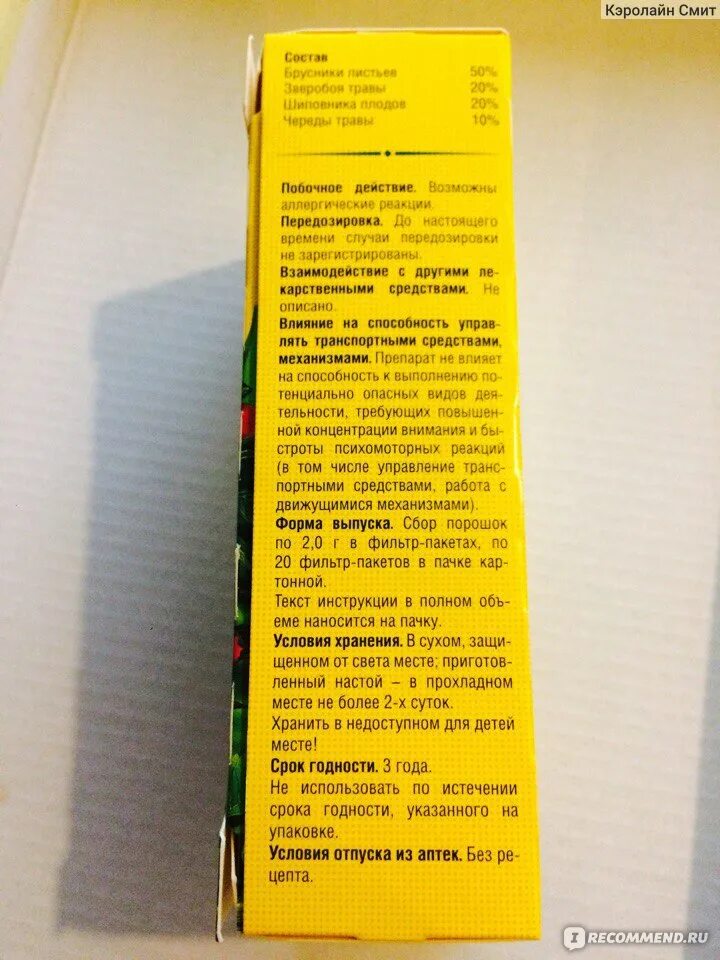 Кэролайн Смит
Состав
Брусники листьев 50%
Зверобоя травы 20%
Шиповника плодов 20%
Череды травы 10%
Побочное действие. Возможны
аллергические реакции.
Передозировка. До настоящего
времени случаи передозировки
не зарегистрированы.
Взаимодействие с другими ле-
карственными средствами. Не
описано.
Влияние на способность управ-
лять транспортными средствами,
механизмами. Препарат не влияет
на способность к выполнению по-
тенциально опасных видов дея-
тельности, требующих повышен-
ной концентрации внимания и бы-
строты психомоторных реакций
(в том числе управление транс-
портными средствами, работа с
движущимися механизмами).
Форма выпуска. Сбор порошок
по 2,0 г в фильтр-пакетах, по
20 фильтр-пакетов в пачке кар-
тонной.
Текст инструкции в полном объ-
еме наносится на пачку.
Условия хранения. В сухом, защи-
щенном от света месте; приготов-
ленный настой – в прохладном
месте не более 2-х суток.
Хранить в недоступном для детей
месте!
Срок годности. 3 года.
Не использовать по истечении
срока годности, указанного на
упаковке.
Условия отпуска из аптек. Без ре-
цепта.
IRECOMMEND.RU